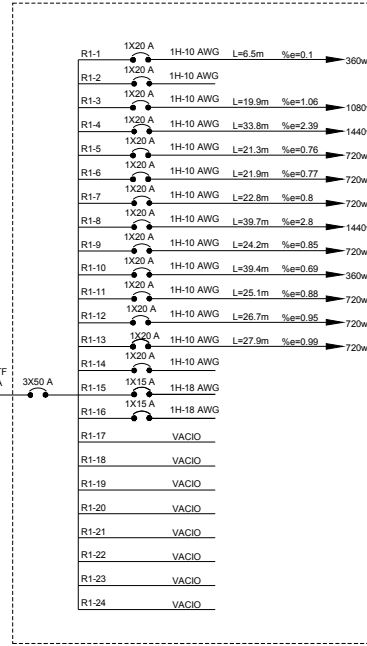 R1-1 1X20 A 1H-10 AWG L=6.5m %e=0.1 360w
R1-2 1X20 A 1H-10 AWG
R1-3 1X20 A 1H-10 AWG L=19.9m %e=1.06 1080
R1-4 1X20 A 1H-10 AWG L=33.8m %e=2.39 1440
R1-5 1X20 A 1H-10 AWG L=21.3m %e=0.76 720w
R1-6 1X20 A 1H-10 AWG L=21.9m %e=0.77 720w
R1-7 1X20 A 1H-10 AWG L=22.8m %e=0.8 720w
R1-8 1X20 A 1H-10 AWG L=39.7m %e=2.8 1440
R1-9 1X20 A 1H-10 AWG L=24.2m %e=0.85 720w
R1-10 1X20 A 1H-10 AWG L=39.4m %e=0.69 360w
R1-11 1X20 A 1H-10 AWG L=25.1m %e=0.88 720w
R1-12 1X20 A 1H-10 AWG L=26.7m %e=0.95 720w
R1-13 1X20 A 1H-10 AWG L=27.9m %e=0.99 720w
R1-14 1X20 A 1H-10 AWG
3X50 A
R1-15 1X15 A 1H-18 AWG
R1-16 1X15 A 1H-18 AWG
R1-17 VACIO
R1-18 VACIO
R1-19 VACIO
R1-20 VACIO
R1-21 VACIO
R1-22 VACIO
R1-23 VACIO
R1-24 VACIO